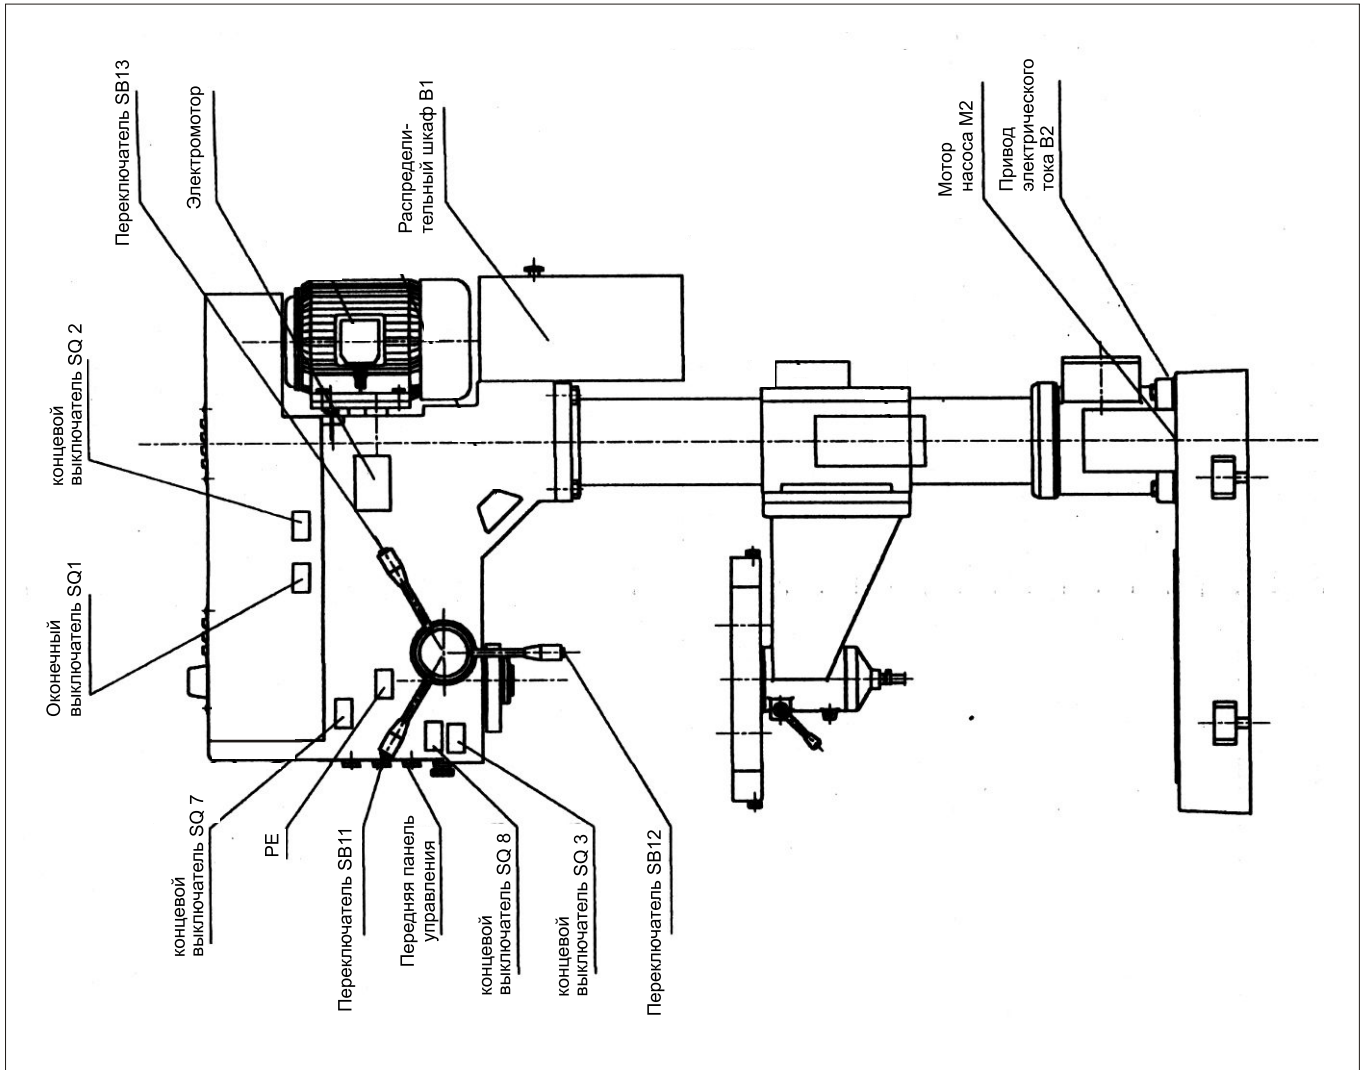 Переключатель SB13
Электромотор
Распредели-
тельный шкаф B1
Мотор
насоса M2
Привод
электрического
тока B2
концевой
выключатель SQ 2
Оконечный
выключатель SQ1
концевой
выключатель SQ 7
PE
Переключатель SB11
Передняя панель
управления
концевой
выключатель SQ 8
концевой
выключатель SQ 3
Переключатель SB12